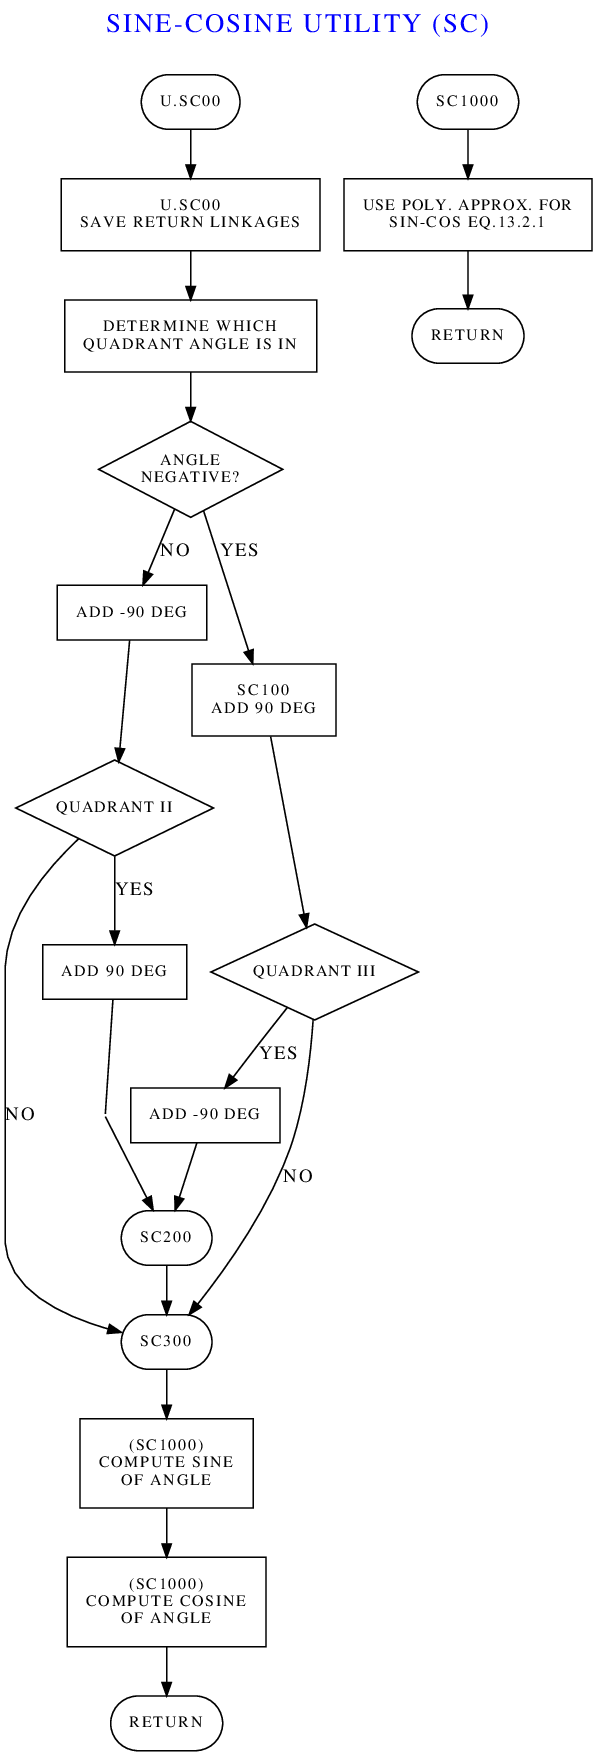 SINE-COSINE UTILITY (SC)
U.SC00
U.SC00
SAVE RETURN LINKAGES
DETERMINE WHICH
QUADRANT ANGLE IS IN
ANGLE
NEGATIVE?
NO
YES
ADD -90 DEG
SC100
ADD 90 DEG
QUADRANT II
YES
ADD 90 DEG
QUADRANT III
YES
NO
ADD -90 DEG
NO
SC200
SC300
(SC1000)
COMPUTE SINE
OF ANGLE
(SC1000)
COMPUTE COSINE
OF ANGLE
RETURN
SC1000
USE POLY. APPROX. FOR
SIN-COS EQ.13.2.1
RETURN